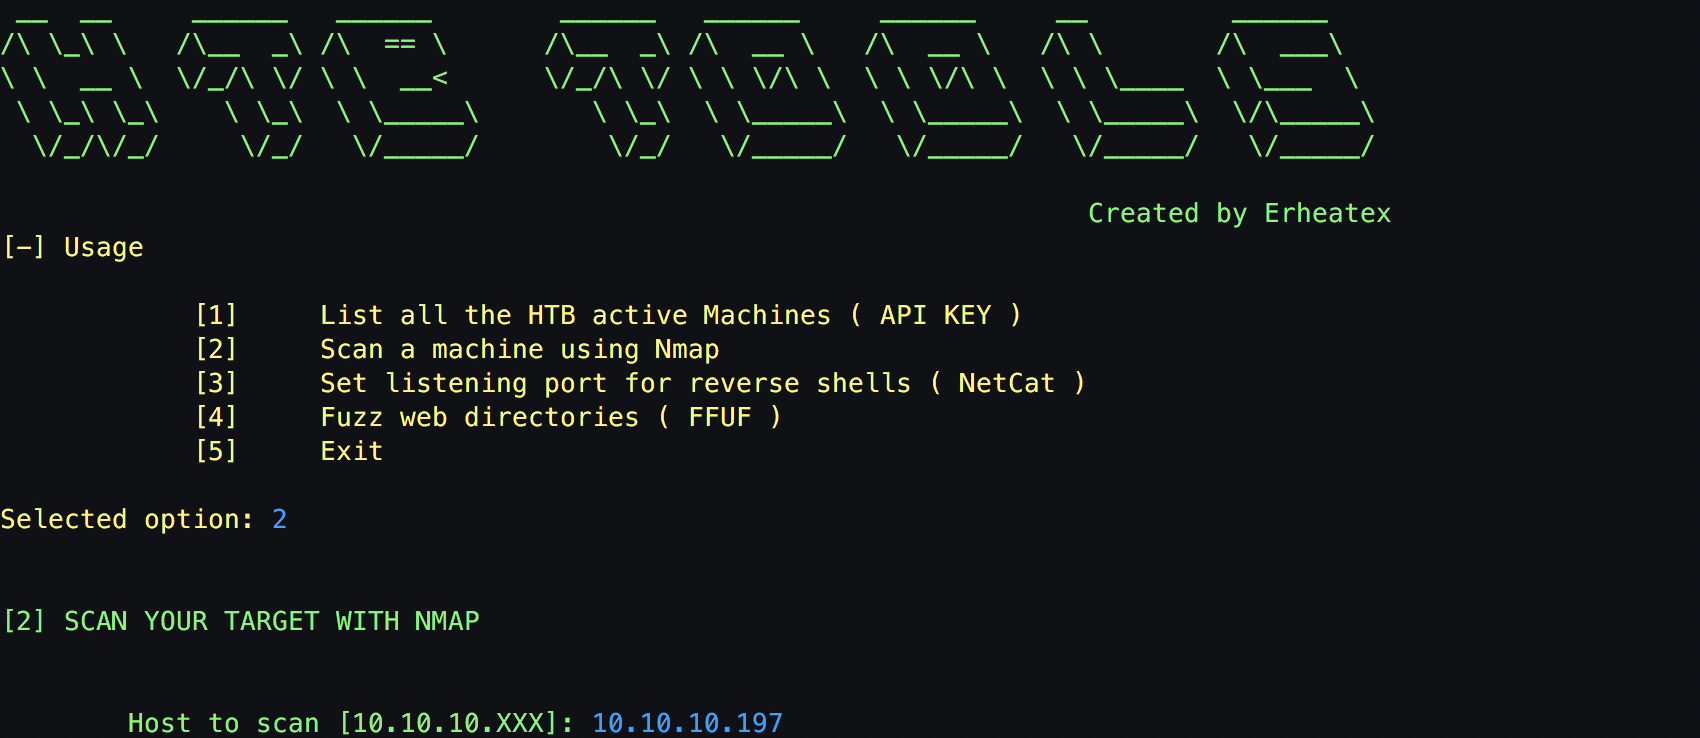 HTB TOOLS
Created by Erheatex
[-] Usage
[1] List all the HTB active Machines ( API KEY )
[2] Scan a machine using Nmap
[3] Set listening port for reverse shells ( NetCat )
[4] Fuzz web directories ( FFUF )
[5] Exit
Selected option: 2
[2] SCAN YOUR TARGET WITH NMAP
Host to scan [10.10.10.XXX]: 10.10.10.197